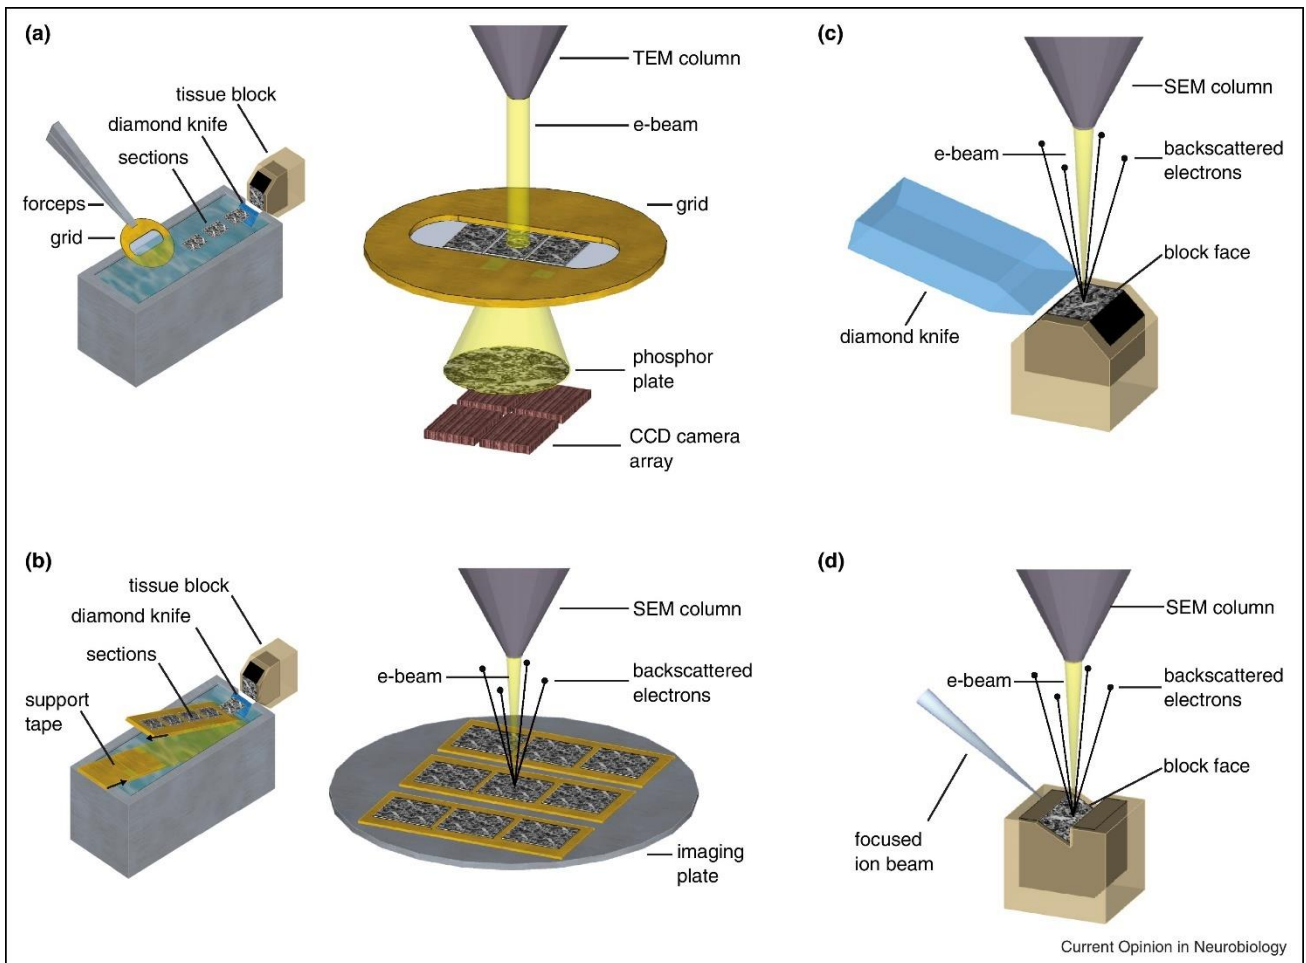 (a)
TEM column
tissue block
diamond knife
e-beam
sections
forceps
grid
grid
phosphor
plate
CCD camera
array
(c)
SEM column
e-beam
backscattered
electrons
block face
diamond knife
(b)
tissue block
SEM column
diamond knife
sections
e-beam
backscattered
electrons
support
tape
imaging
plate
(d)
SEM column
e-beam
backscattered
electrons
block face
focused
ion beam
Current Opinion in Neurobiology